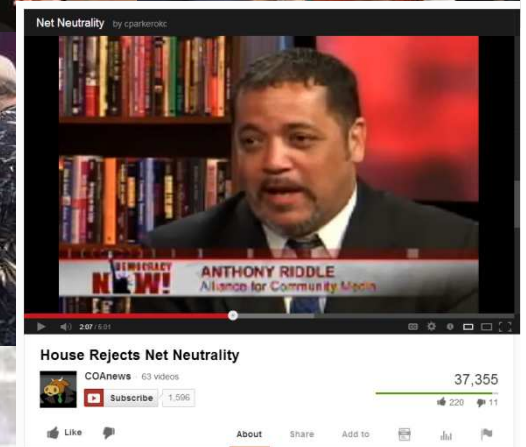 Net Neutrality by cparkerokc
DEMOCRACY
NOW!
ANTHONY RIDDLE
Alliance for Community Media
2:07 / 5:01
House Rejects Net Neutrality
COAnews · 63 videos
Subscribe 1,596
37,355
220 11
Like
About Share Add to